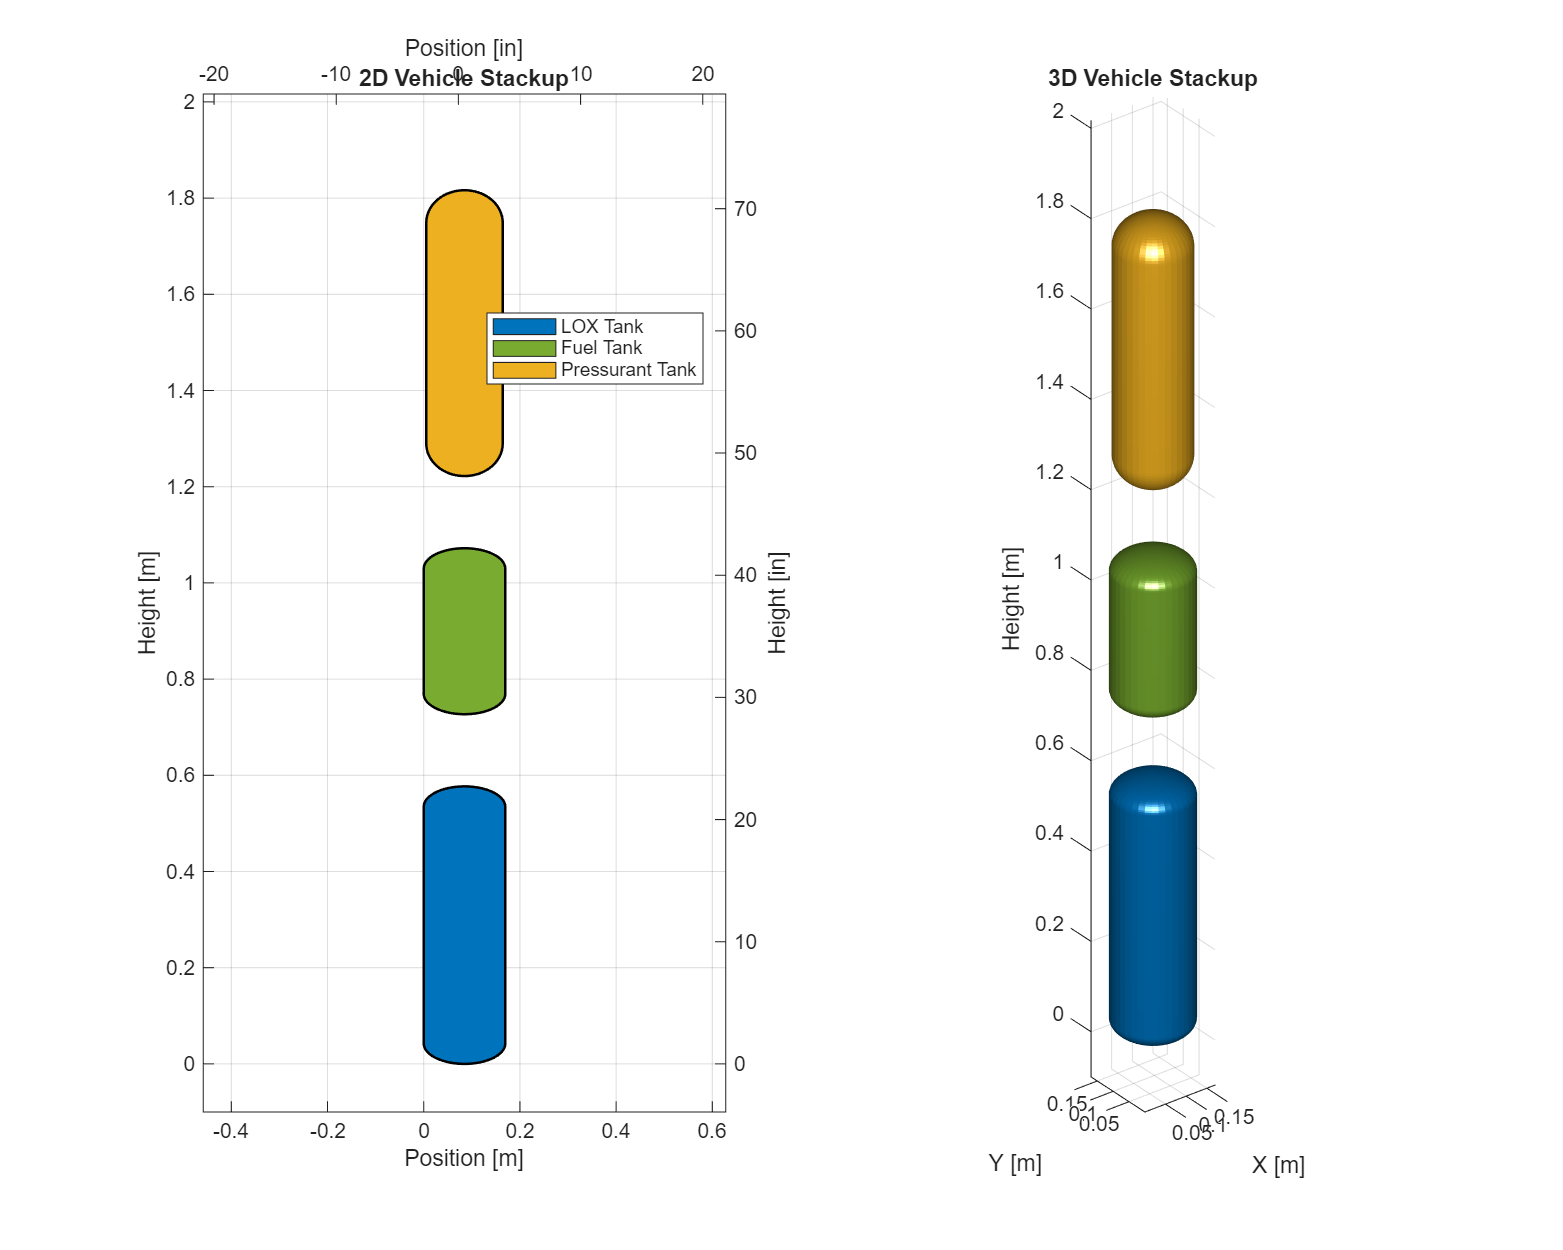 Position [in]
-20 -10 0 10 20
2D Vehicle Stackup
2
1.8
1.6
1.4
1.2
1
0.8
0.6
0.4
0.2
0
Height [m]
70
60
50
40
30
20
10
0
Height [in]
LOX Tank
Fuel Tank
Pressurant Tank
-0.4 -0.2 0 0.2 0.4 0.6
Position [m]
3D Vehicle Stackup
2
1.8
1.6
1.4
1.2
1
0.8
0.6
0.4
0.2
0
Height [m]
0.15
0.1
0.05
Y [m]
0.15
0.1
0.05
X [m]